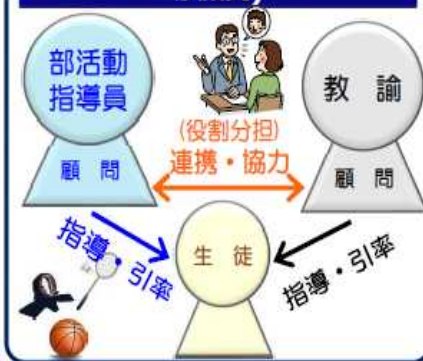 部活動
指導員
顧問
教諭
顧問
(役割分担)
連携・協力
指導・引率
生徒
指導・引率